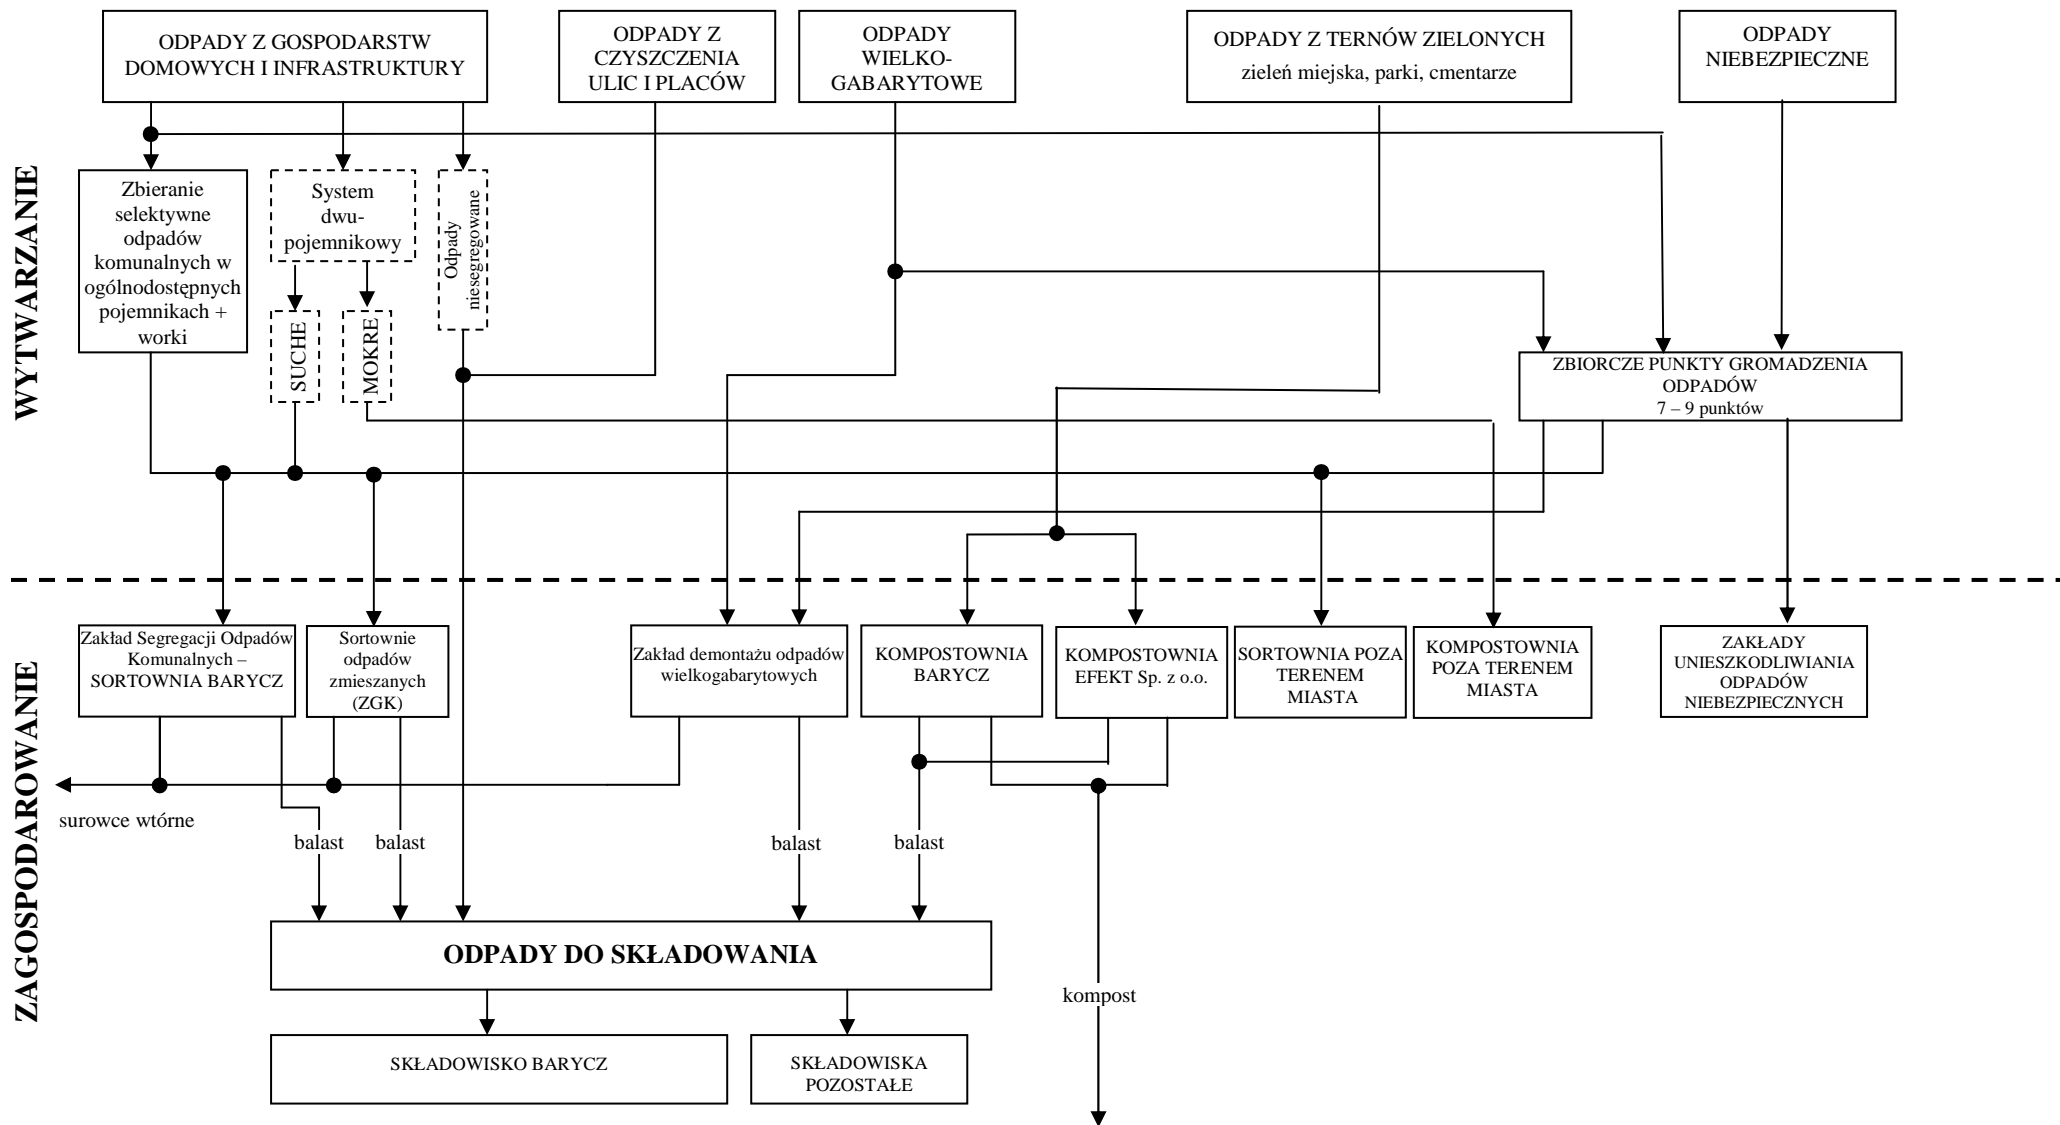 ODPADY Z GOSPODARSTW
DOMOWYCH I INFRASTRUKTURY
ODPADY Z
CZYSZCZENIA
ULIC I PLACÓW
ODPADY
WIELKO-
GABARYTOWE
ODPADY Z TERNÓW ZIELONYCH
zieleń miejska, parki, cmentarze
ODPADY
NIEBEZPIECZNE
WYTWARZANIE
Zbieranie
selektywne
odpadów
komunalnych w
ogólnodostępnych
pojemnikach +
worki
System
dwu-
pojemnikowy
Odpady
niesegregowane
SUCHE
MOKRE
ZBIORCZE PUNKTY GROMADZENIA
ODPADÓW
7 – 9 punktów
ZAGOSPODAROWANIE
Zakład Segregacji Odpadów
Komunalnych –
SORTOWNIA BARYCZ
Sortownie
odpadów
zmieszanych
(ZGK)
Zakład demontażu odpadów
wielkogabarytowych
KOMPOSTOWNIA
BARYCZ
KOMPOSTOWNIA
EFEKT Sp. z o.o.
SORTOWNIA POZA
TERENEM
MIASTA
KOMPOSTOWNIA
POZA TERENEM
MIASTA
ZAKŁADY
UNIESZKODLIWIANIA
ODPADÓW
NIEBEZPIECZNYCH
surowce wtórne
balast
balast
balast
balast
ODPADY DO SKŁADOWANIA
kompost
SKŁADOWISKO BARYCZ
SKŁADOWISKA
POZOSTAŁE